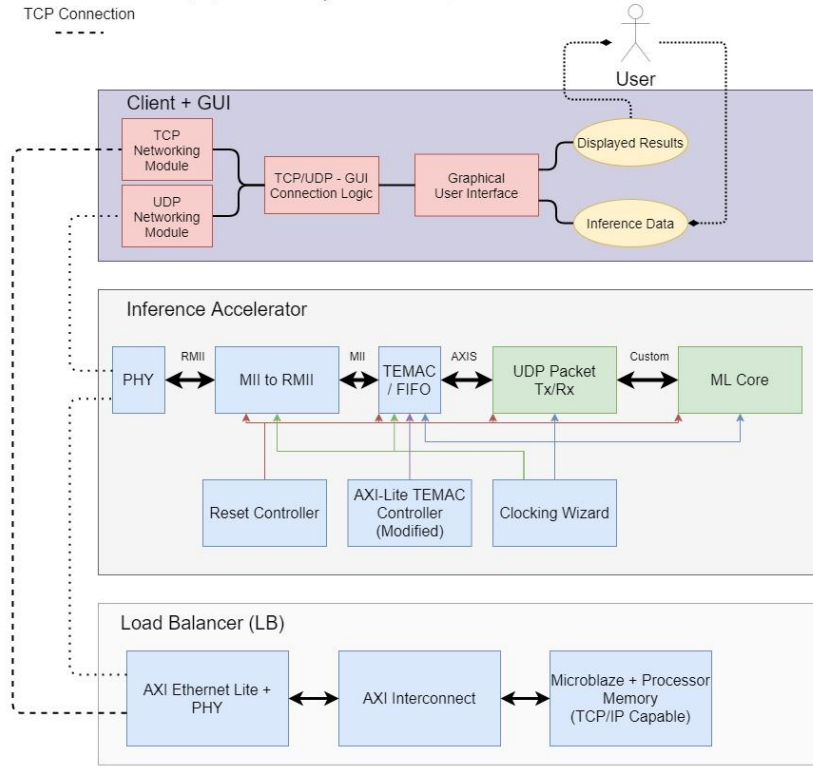 TCP Connection
User
Client + GUI
TCP
Networking
Module
UDP
Networking
Module
TCP/UDP - GUI
Connection Logic
Graphical
User Interface
Displayed Results
Inference Data
Inference Accelerator
PHY
RMII
MII to RMII
MII
TEMAC
/ FIFO
AXIS
UDP Packet
Tx/Rx
Custom
ML Core
Reset Controller
AXI-Lite TEMAC
Controller
(Modified)
Clocking Wizard
Load Balancer (LB)
AXI Ethernet Lite +
PHY
AXI Interconnect
Microblaze + Processor
Memory
(TCP/IP Capable)